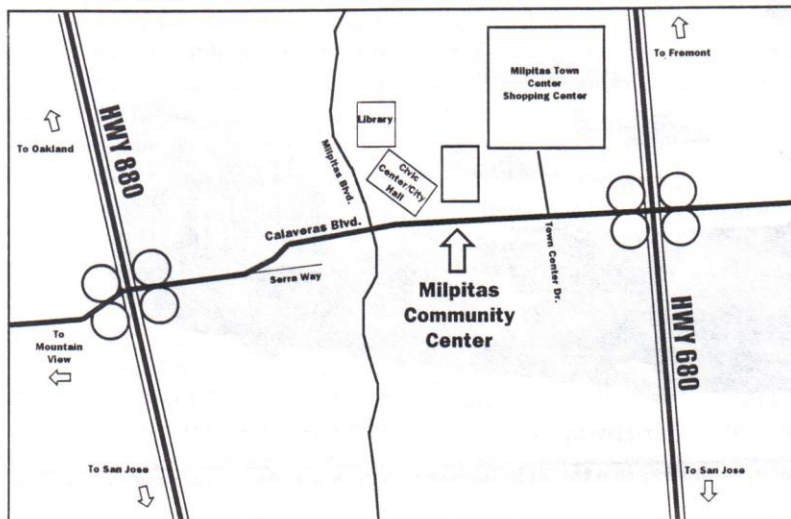 To Fremont
Milpitas Town
Center
Shopping Center
Library
HWY 880
To Oakland
Milpitas Blvd.
Civic
Center/City
Hall
Calaveras Blvd.
Town Center Dr.
Serra Way
Milpitas
Community
Center
HWY 680
To
Mountain
View
To San Jose
To San Jose